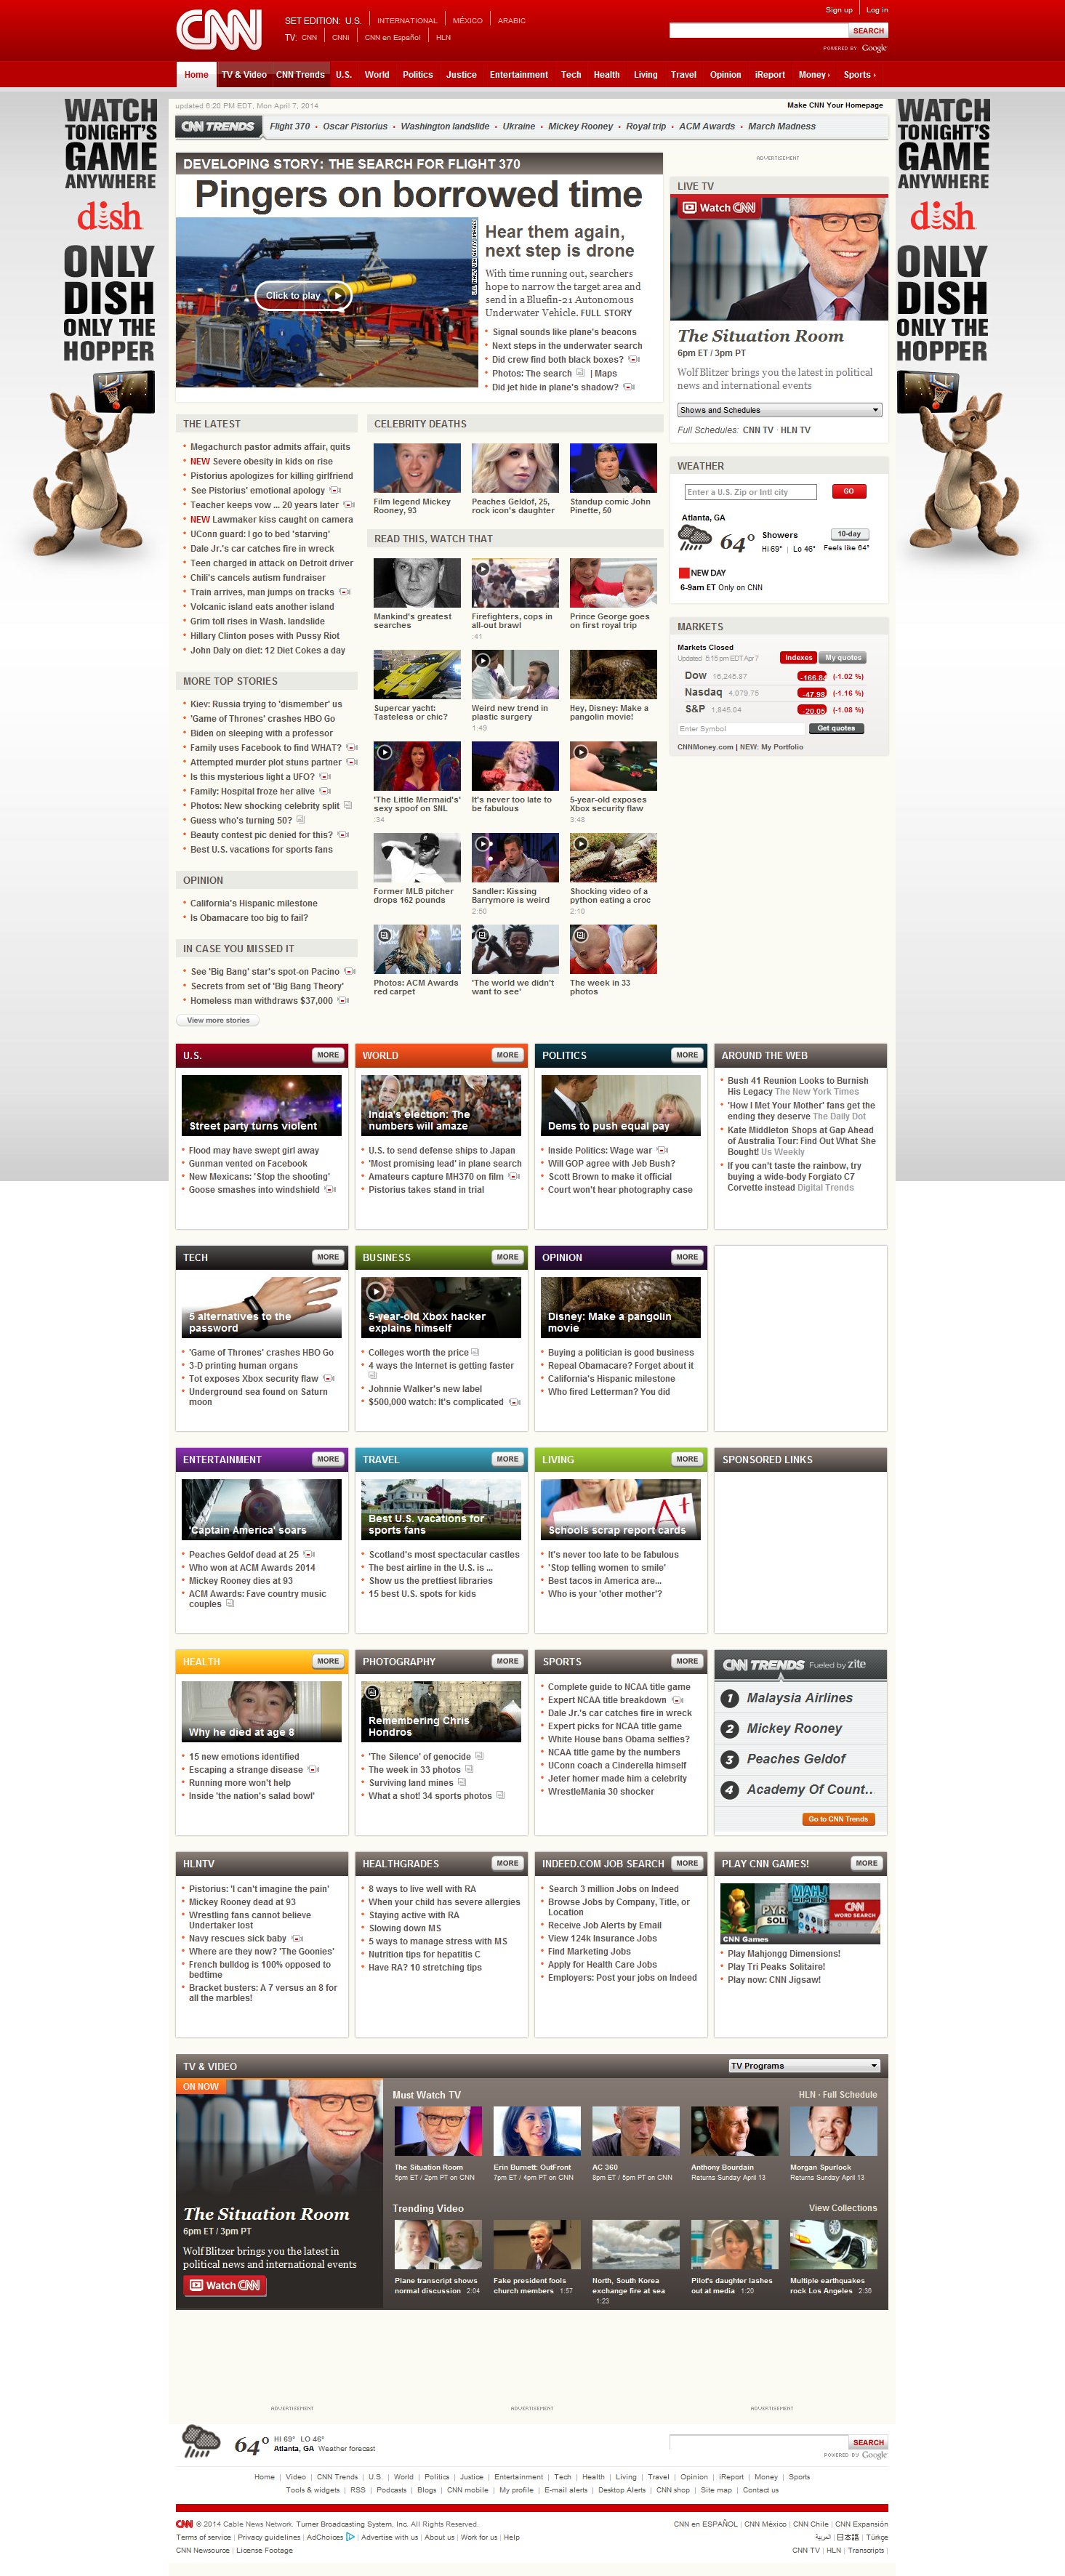 CNN
SET EDITION: U.S. INTERNATIONAL MÉXICO ARABIC
TV: CNN CNNi CNN en Español HLN
Sign up Log in
SEARCH
POWERED BY Google
Home TV & Video CNN Trends U.S. World Politics Justice Entertainment Tech Health Living Travel Opinion iReport Money Sports
WATCH
TONIGHT'S
GAME
ANYWHERE
dish
ONLY
DISH
ONLY THE
HOPPER
WATCH
TONIGHT'S
GAME
ANYWHERE
dish
ONLY
DISH
ONLY THE
HOPPER
updated 6:20 PM EDT, Mon April 7, 2014
Make CNN Your Homepage
CNN TRENDS Flight 370 • Oscar Pistorius • Washington landslide • Ukraine • Mickey Rooney • Royal trip • ACM Awards • March Madness
DEVELOPING STORY: THE SEARCH FOR FLIGHT 370
Pingers on borrowed time
Click to play
Hear them again,
next step is drone
With time running out, searchers
hope to narrow the target area and
send in a Bluefin-21 Autonomous
Underwater Vehicle. FULL STORY
Signal sounds like plane's beacons
Next steps in the underwater search
Did crew find both black boxes?
Photos: The search | Maps
Did jet hide in plane's shadow?
ADVERTISEMENT
LIVE TV
Watch CNN
The Situation Room
6pm ET / 3pm PT
Wolf Blitzer brings you the latest in political
news and international events
Shows and Schedules
Full Schedules: CNN TV · HLN TV
WEATHER
Enter a U.S. Zip or Intl city GO
Atlanta, GA
64° Showers 10-day
Hi 69° | Lo 46° Feels like 64°
NEW DAY
6-9am ET Only on CNN
MARKETS
Markets Closed
Updated 5:15 pm EDT Apr 7 Indexes My quotes
Dow 16,245.87 -166.84 (-1.02 %)
Nasdaq 4,079.75 -47.98 (-1.16 %)
S&P 1,845.04 -20.05 (-1.08 %)
Enter Symbol Get quotes
CNNMoney.com | NEW: My Portfolio
THE LATEST
Megachurch pastor admits affair, quits
NEW Severe obesity in kids on rise
Pistorius apologizes for killing girlfriend
See Pistorius' emotional apology
Teacher keeps vow ... 20 years later
NEW Lawmaker kiss caught on camera
UConn guard: I go to bed 'starving'
Dale Jr.'s car catches fire in wreck
Teen charged in attack on Detroit driver
Chili's cancels autism fundraiser
Train arrives, man jumps on tracks
Volcanic island eats another island
Grim toll rises in Wash. landslide
Hillary Clinton poses with Pussy Riot
John Daly on diet: 12 Diet Cokes a day
MORE TOP STORIES
Kiev: Russia trying to 'dismember' us
'Game of Thrones' crashes HBO Go
Biden on sleeping with a professor
Family uses Facebook to find WHAT?
Attempted murder plot stuns partner
Is this mysterious light a UFO?
Family: Hospital froze her alive
Photos: New shocking celebrity split
Guess who's turning 50?
Beauty contest pic denied for this?
Best U.S. vacations for sports fans
OPINION
California's Hispanic milestone
Is Obamacare too big to fail?
IN CASE YOU MISSED IT
See 'Big Bang' star's spot-on Pacino
Secrets from set of 'Big Bang Theory'
Homeless man withdraws $37,000
View more stories
CELEBRITY DEATHS
Film legend Mickey
Rooney, 93
Peaches Geldof, 25,
rock icon's daughter
Standup comic John
Pinette, 50
READ THIS, WATCH THAT
Mankind's greatest
searches
Firefighters, cops in
all-out brawl
:41
Prince George goes
on first royal trip
Supercar yacht:
Tasteless or chic?
Weird new trend in
plastic surgery
1:49
Hey, Disney: Make a
pangolin movie!
'The Little Mermaid's'
sexy spoof on SNL
:34
It's never too late to
be fabulous
5-year-old exposes
Xbox security flaw
3:48
Former MLB pitcher
drops 162 pounds
Sandler: Kissing
Barrymore is weird
2:50
Shocking video of a
python eating a croc
2:10
Photos: ACM Awards
red carpet
'The world we didn't
want to see'
The week in 33
photos
U.S. MORE
Street party turns violent
Flood may have swept girl away
Gunman vented on Facebook
New Mexicans: 'Stop the shooting'
Goose smashes into windshield
WORLD MORE
India's election: The
numbers will amaze
U.S. to send defense ships to Japan
'Most promising lead' in plane search
Amateurs capture MH370 on film
Pistorius takes stand in trial
POLITICS MORE
Dems to push equal pay
Inside Politics: Wage war
Will GOP agree with Jeb Bush?
Scott Brown to make it official
Court won't hear photography case
AROUND THE WEB
Bush 41 Reunion Looks to Burnish
His Legacy The New York Times
'How I Met Your Mother' fans get the
ending they deserve The Daily Dot
Kate Middleton Shops at Gap Ahead
of Australia Tour: Find Out What She
Bought! Us Weekly
If you can't taste the rainbow, try
buying a wide-body Forgiato C7
Corvette instead Digital Trends
TECH MORE
5 alternatives to the
password
'Game of Thrones' crashes HBO Go
3-D printing human organs
Tot exposes Xbox security flaw
Underground sea found on Saturn
moon
BUSINESS MORE
5-year-old Xbox hacker
explains himself
Colleges worth the price
4 ways the Internet is getting faster
Johnnie Walker's new label
$500,000 watch: It's complicated
OPINION MORE
Disney: Make a pangolin
movie
Buying a politician is good business
Repeal Obamacare? Forget about it
California's Hispanic milestone
Who fired Letterman? You did
ENTERTAINMENT MORE
'Captain America' soars
Peaches Geldof dead at 25
Who won at ACM Awards 2014
Mickey Rooney dies at 93
ACM Awards: Fave country music
couples
TRAVEL MORE
Best U.S. vacations for
sports fans
Scotland's most spectacular castles
The best airline in the U.S. is ...
Show us the prettiest libraries
15 best U.S. spots for kids
LIVING MORE
A+
Schools scrap report cards
It's never too late to be fabulous
'Stop telling women to smile'
Best tacos in America are...
Who is your 'other mother'?
SPONSORED LINKS
HEALTH MORE
Why he died at age 8
15 new emotions identified
Escaping a strange disease
Running more won't help
Inside 'the nation's salad bowl'
PHOTOGRAPHY MORE
Remembering Chris
Hondros
'The Silence' of genocide
The week in 33 photos
Surviving land mines
What a shot! 34 sports photos
SPORTS MORE
Complete guide to NCAA title game
Expert NCAA title breakdown
Dale Jr.'s car catches fire in wreck
Expert picks for NCAA title game
White House bans Obama selfies?
NCAA title game by the numbers
UConn coach a Cinderella himself
Jeter homer made him a celebrity
WrestleMania 30 shocker
CNN TRENDS Fueled by zite
1 Malaysia Airlines
2 Mickey Rooney
3 Peaches Geldof
4 Academy Of Count...
Go to CNN Trends
HLNTV
Pistorius: 'I can't imagine the pain'
Mickey Rooney dead at 93
Wrestling fans cannot believe
Undertaker lost
Navy rescues sick baby
Where are they now? 'The Goonies'
French bulldog is 100% opposed to
bedtime
Bracket busters: A 7 versus an 8 for
all the marbles!
HEALTHGRADES MORE
8 ways to live well with RA
When your child has severe allergies
Staying active with RA
Slowing down MS
5 ways to manage stress with MS
Nutrition tips for hepatitis C
Have RA? 10 stretching tips
INDEED.COM JOB SEARCH MORE
Search 3 million Jobs on Indeed
Browse Jobs by Company, Title, or
Location
Receive Job Alerts by Email
View 124k Insurance Jobs
Find Marketing Jobs
Apply for Health Care Jobs
Employers: Post your jobs on Indeed
PLAY CNN GAMES! MORE
PYR
SOLI
MAHJ
DIMEN
CNN
WORD SEARCH
CNN Games
Play Mahjongg Dimensions!
Play Tri Peaks Solitaire!
Play now: CNN Jigsaw!
TV & VIDEO TV Programs
ON NOW
The Situation Room
6pm ET / 3pm PT
Wolf Blitzer brings you the latest in
political news and international events
Watch CNN
Must Watch TV HLN · Full Schedule
The Situation Room
5pm ET / 2pm PT on CNN
Erin Burnett: OutFront
7pm ET / 4pm PT on CNN
AC 360
8pm ET / 5pm PT on CNN
Anthony Bourdain
Returns Sunday April 13
Morgan Spurlock
Returns Sunday April 13
Trending Video View Collections
Plane transcript shows
normal discussion 2:04
Fake president fools
church members 1:57
North, South Korea
exchange fire at sea
1:23
Pilot's daughter lashes
out at media 1:20
Multiple earthquakes
rock Los Angeles 2:36
ADVERTISEMENT ADVERTISEMENT ADVERTISEMENT
64° HI 69° LO 46°
Atlanta, GA Weather forecast
SEARCH
POWERED BY Google
Home | Video | CNN Trends | U.S. | World | Politics | Justice | Entertainment | Tech | Health | Living | Travel | Opinion | iReport | Money | Sports
Tools & widgets | RSS | Podcasts | Blogs | CNN mobile | My profile | E-mail alerts | Desktop Alerts | CNN shop | Site map | Contact us
CNN © 2014 Cable News Network. Turner Broadcasting System, Inc. All Rights Reserved.
Terms of service | Privacy guidelines | AdChoices | Advertise with us | About us | Work for us | Help
CNN Newsource | License Footage
CNN en ESPAÑOL | CNN México | CNN Chile | CNN Expansión
العربية | 日本語 | Türkçe
CNN TV | HLN | Transcripts